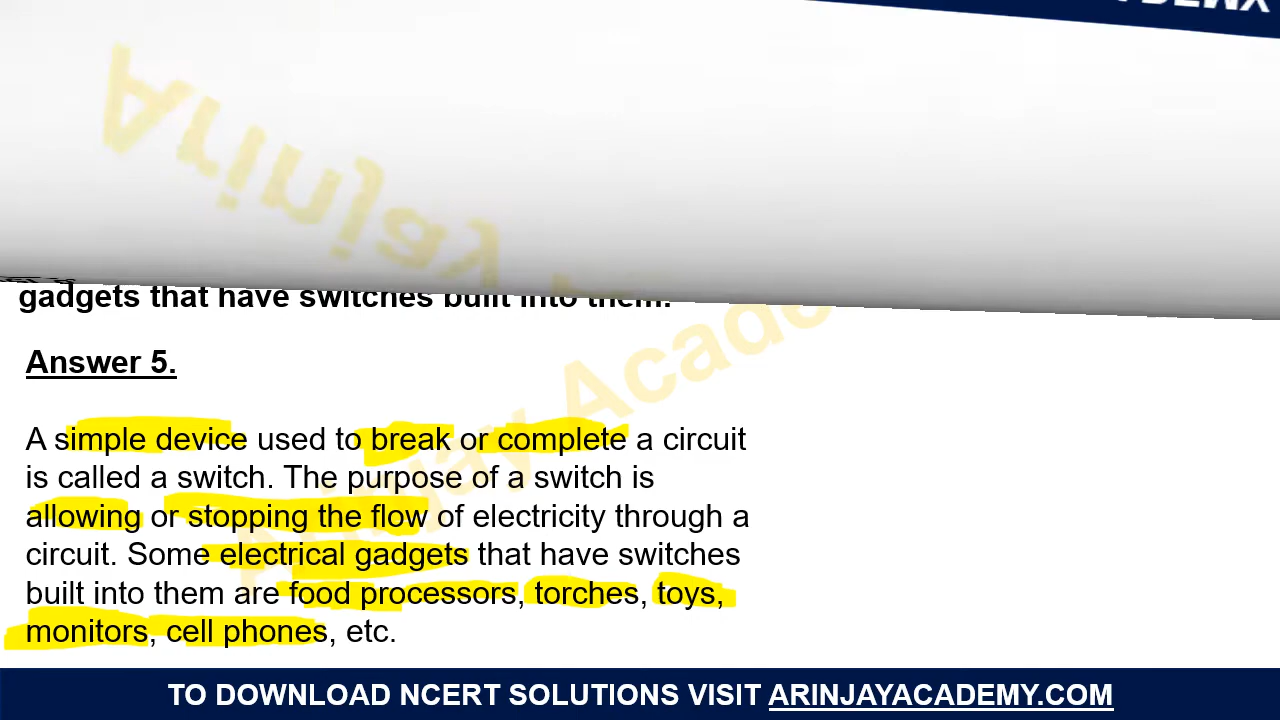 gadgets that have switches built into them.
Answer 5.
A simple device used to break or complete a circuit
is called a switch. The purpose of a switch is
allowing or stopping the flow of electricity through a
circuit. Some electrical gadgets that have switches
built into them are food processors, torches, toys,
monitors, cell phones, etc.
Arinjay Academy
TO DOWNLOAD NCERT SOLUTIONS VISIT ARINJAYACADEMY.COM